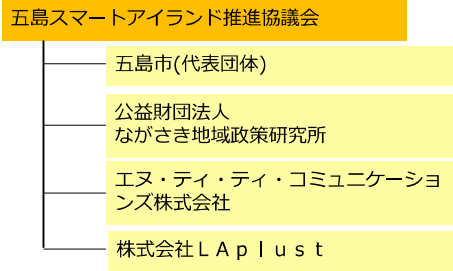 五島スマートアイランド推進協議会
五島市(代表団体)
公益財団法人
ながさき地域政策研究所
エヌ・ティ・ティ・コミュニケーショ
ンズ株式会社
株式会社ＬＡｐｌｕｓｔ